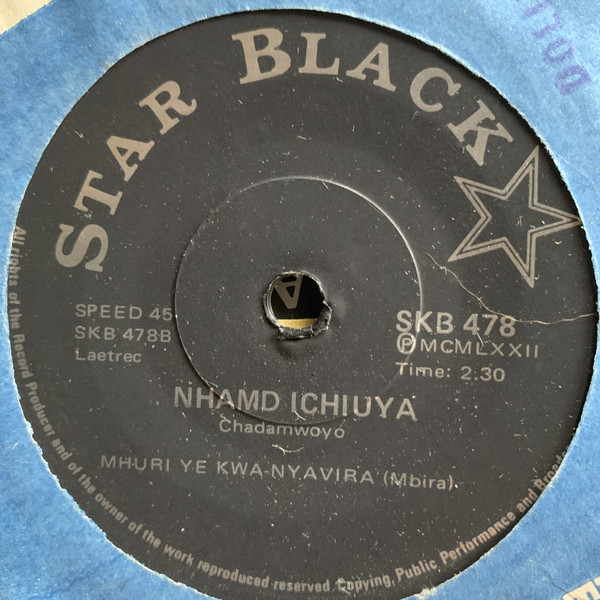 STAR BLACK
SPEED 45
SKB 478B
Laetrec
SKB 478
Ⓟ MCMLXXII
Time: 2.30
NHAMD ICHIUYA
Chadamwoyo
MHURI YE KWA-NYAVIRA (Mbira).
All rights of the Record Producer and of the owner of the work reproduced reserved. Copying, Public Performance and